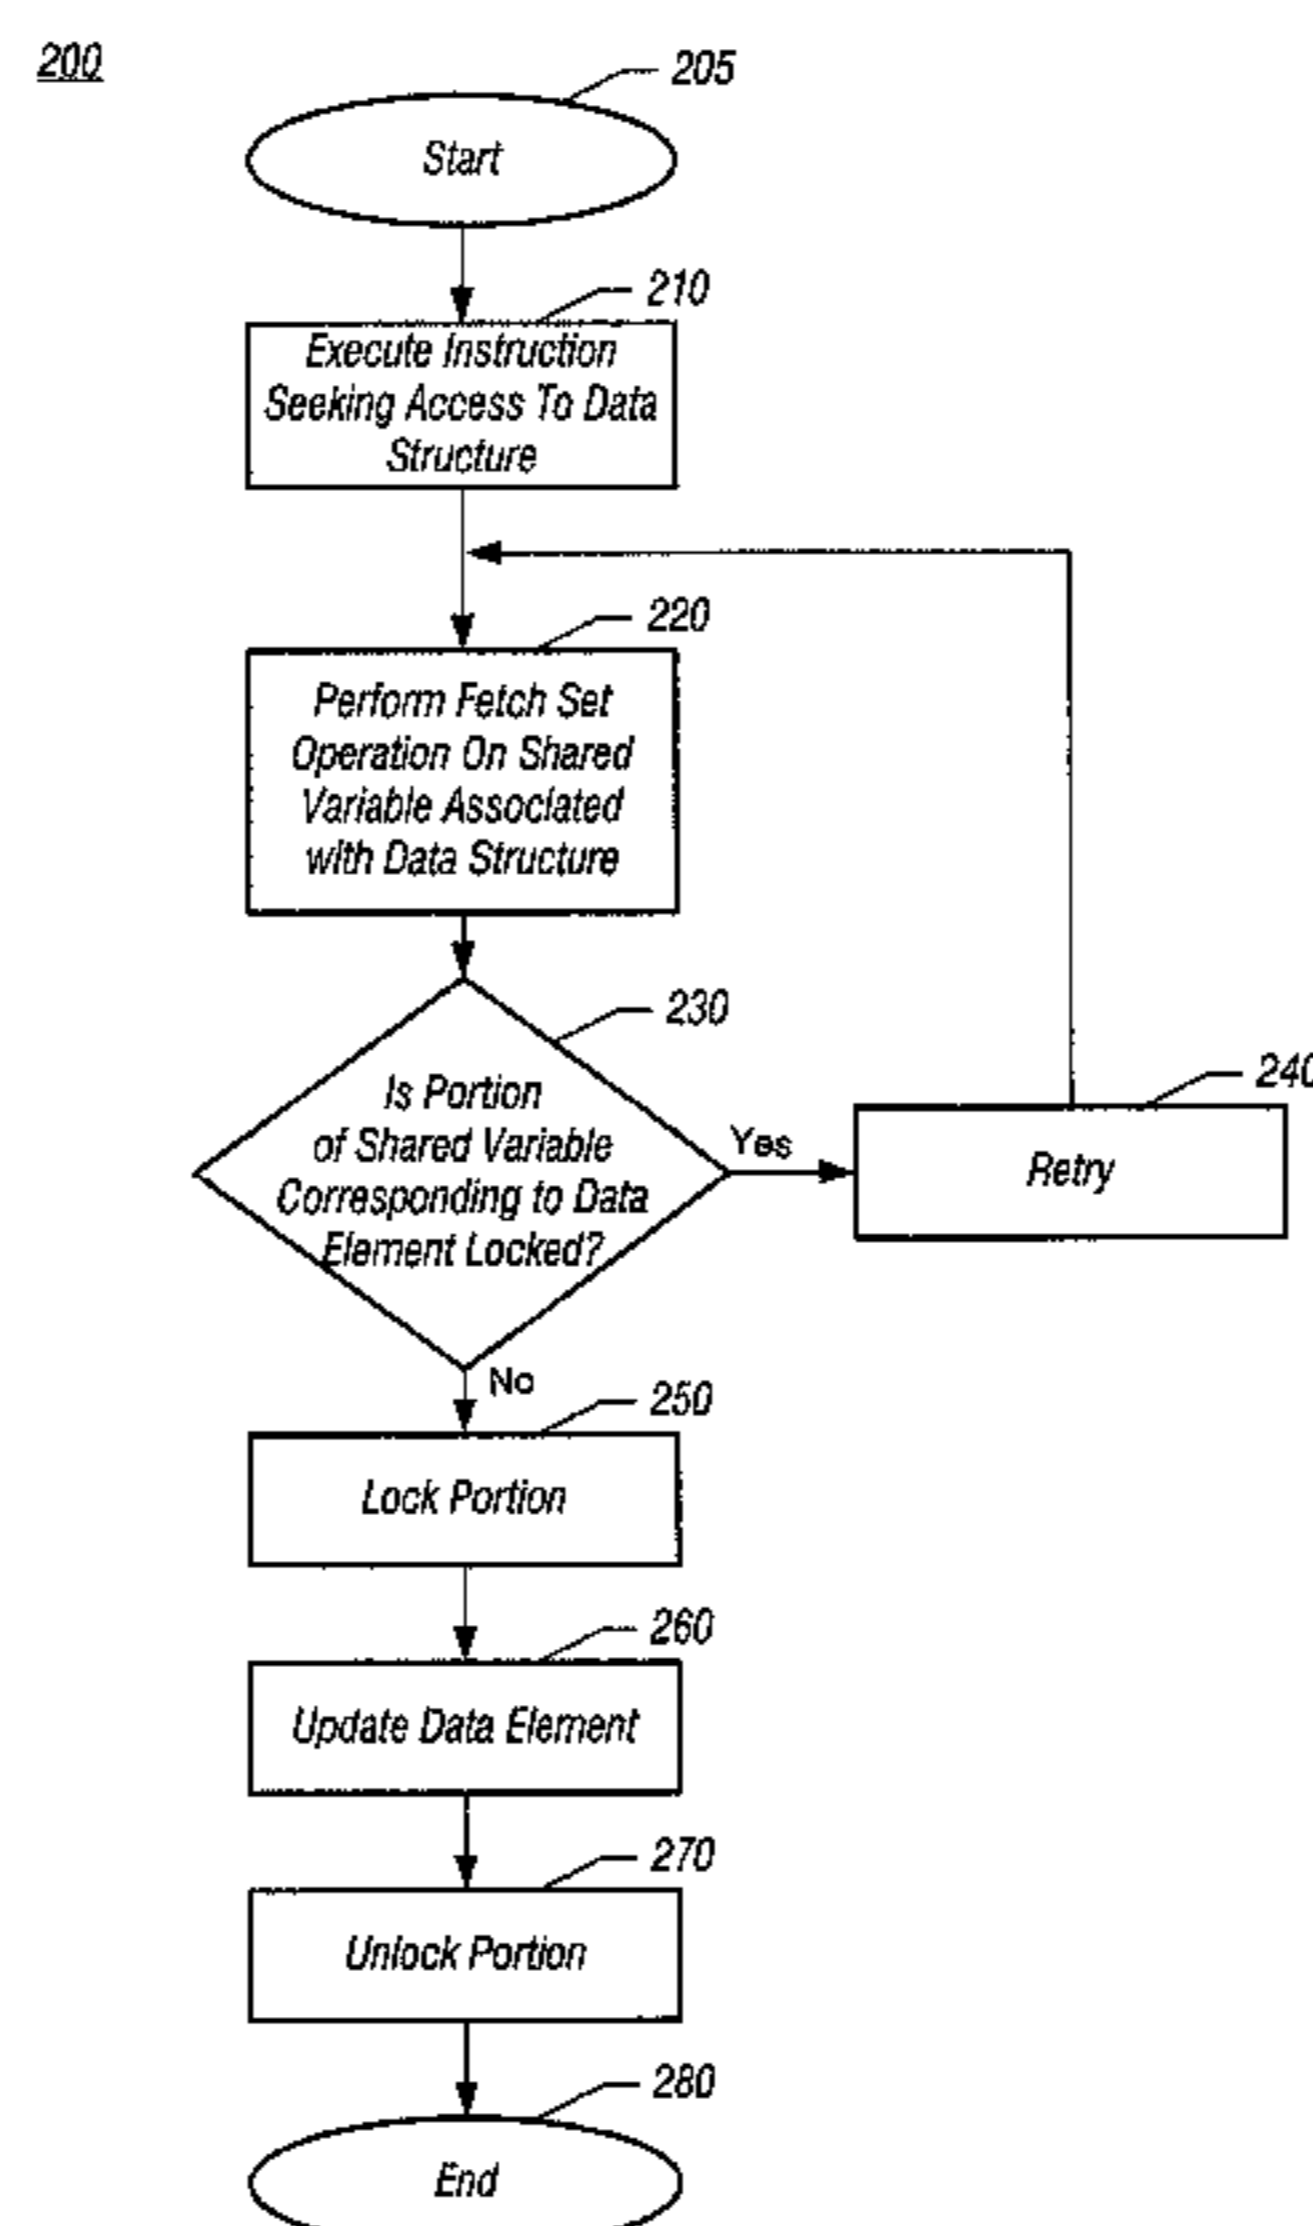 200
205
Start
210
Execute Instruction
Seeking Access To Data
Structure
220
Perform Fetch Set
Operation On Shared
Variable Associated
with Data Structure
230
Is Portion
of Shared Variable
Corresponding to Data
Element Locked?
Yes
240
Retry
No
250
Lock Portion
260
Update Data Element
270
Unlock Portion
280
End